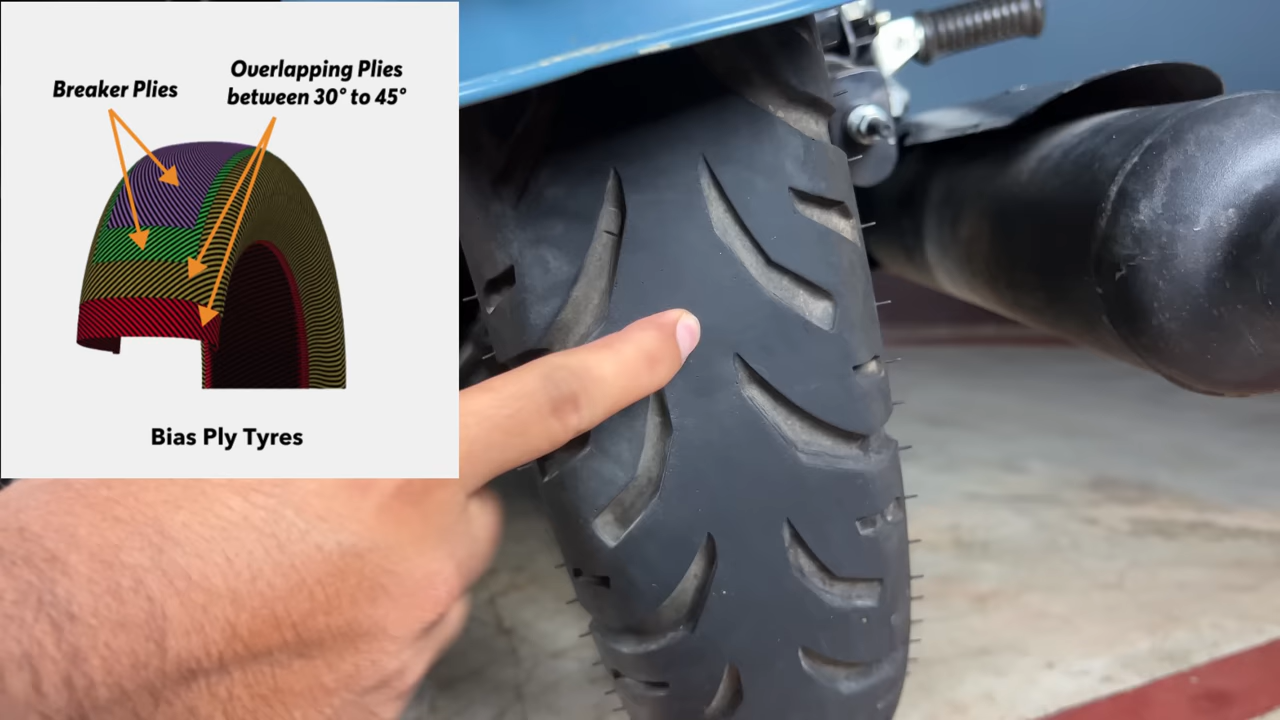 Breaker Plies
Overlapping Plies
between 30° to 45°
Bias Ply Tyres